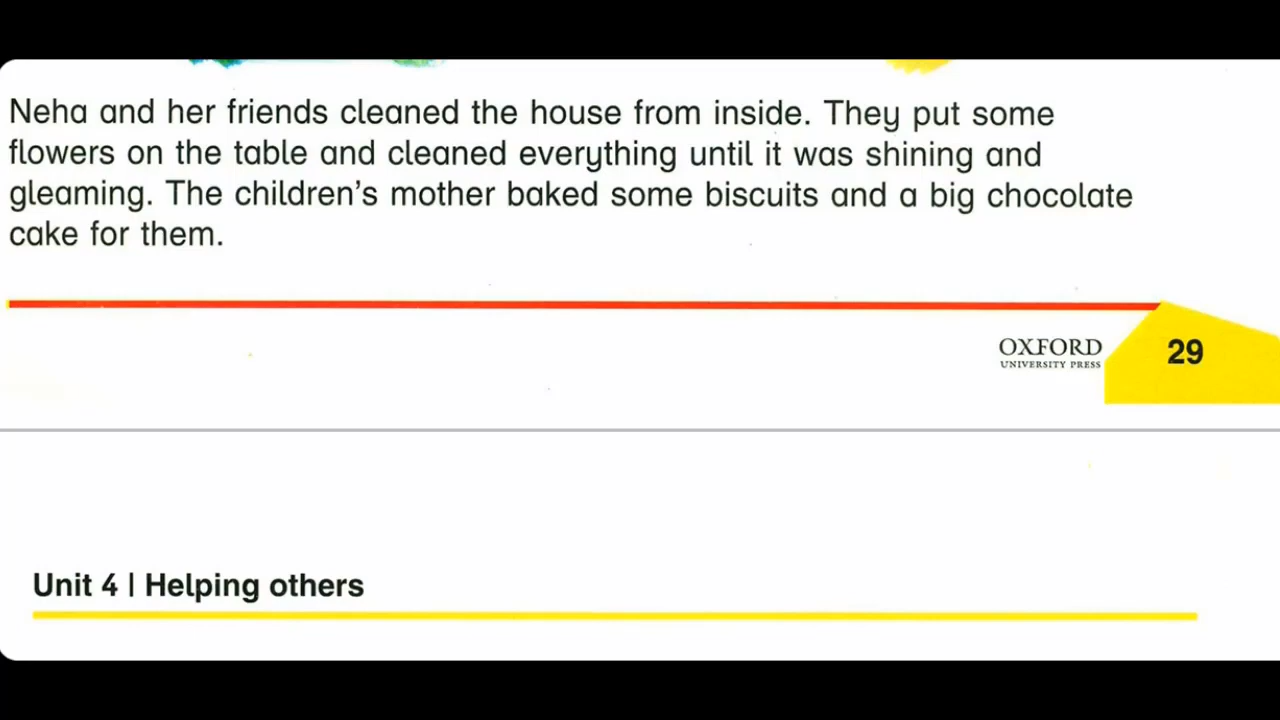 Neha and her friends cleaned the house from inside. They put some
flowers on the table and cleaned everything until it was shining and
gleaming. The children's mother baked some biscuits and a big chocolate
cake for them.
OXFORD
UNIVERSITY PRESS
29
Unit 4 | Helping others